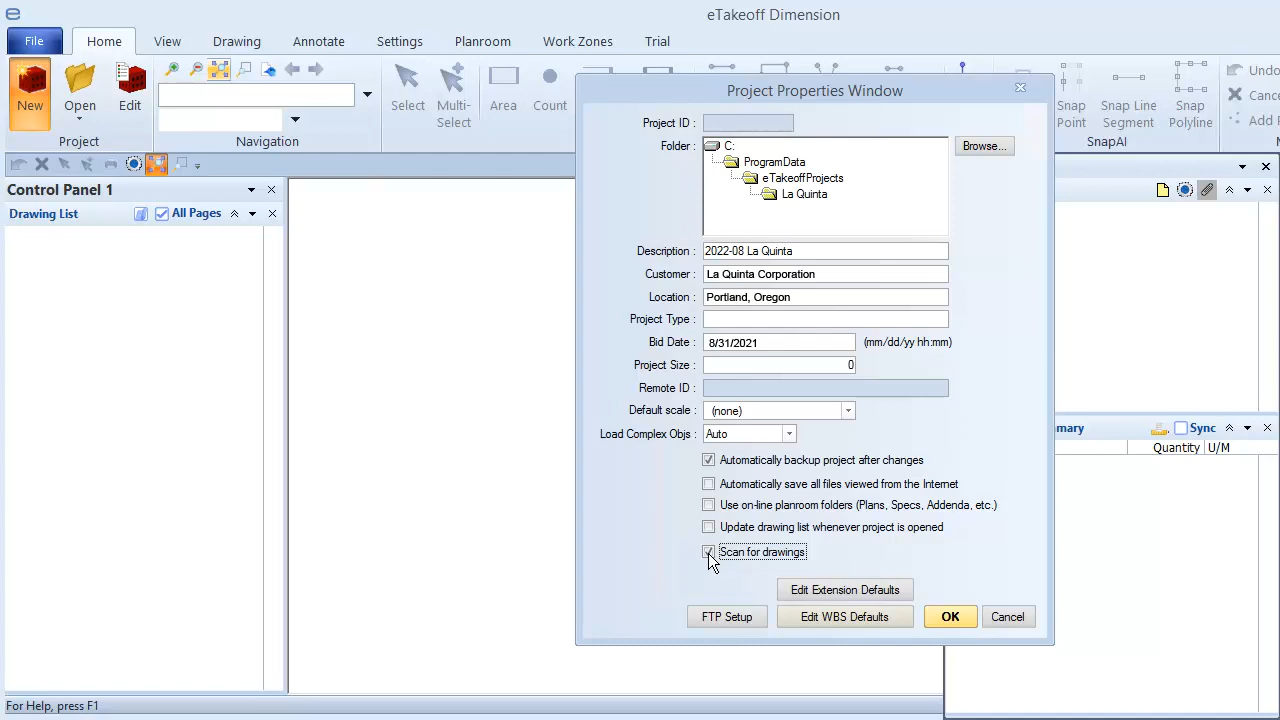 eTakeoff Dimension
File Home View Drawing Annotate Settings Planroom Work Zones Trial
New Open Edit Select Multi-Select Area Count Snap Point Snap Line Segment Snap Polyline Undo
Cance
Add
Project Navigation SnapAI
Control Panel 1
Drawing List All Pages
Project Properties Window
Project ID :
Folder : C: Browse...
ProgramData
eTakeoffProjects
La Quinta
Description : 2022-08 La Quinta
Customer : La Quinta Corporation
Location : Portland, Oregon
Project Type :
Bid Date : 8/31/2021 (mm/dd/yy hh:mm)
Project Size : 0
Remote ID :
Default scale : (none)
Load Complex Objs : Auto
Automatically backup project after changes
Automatically save all files viewed from the Internet
Use on-line planroom folders (Plans, Specs, Addenda, etc.)
Update drawing list whenever project is opened
Scan for drawings
Edit Extension Defaults
FTP Setup Edit WBS Defaults OK Cancel
mary Sync
Quantity U/M
For Help, press F1